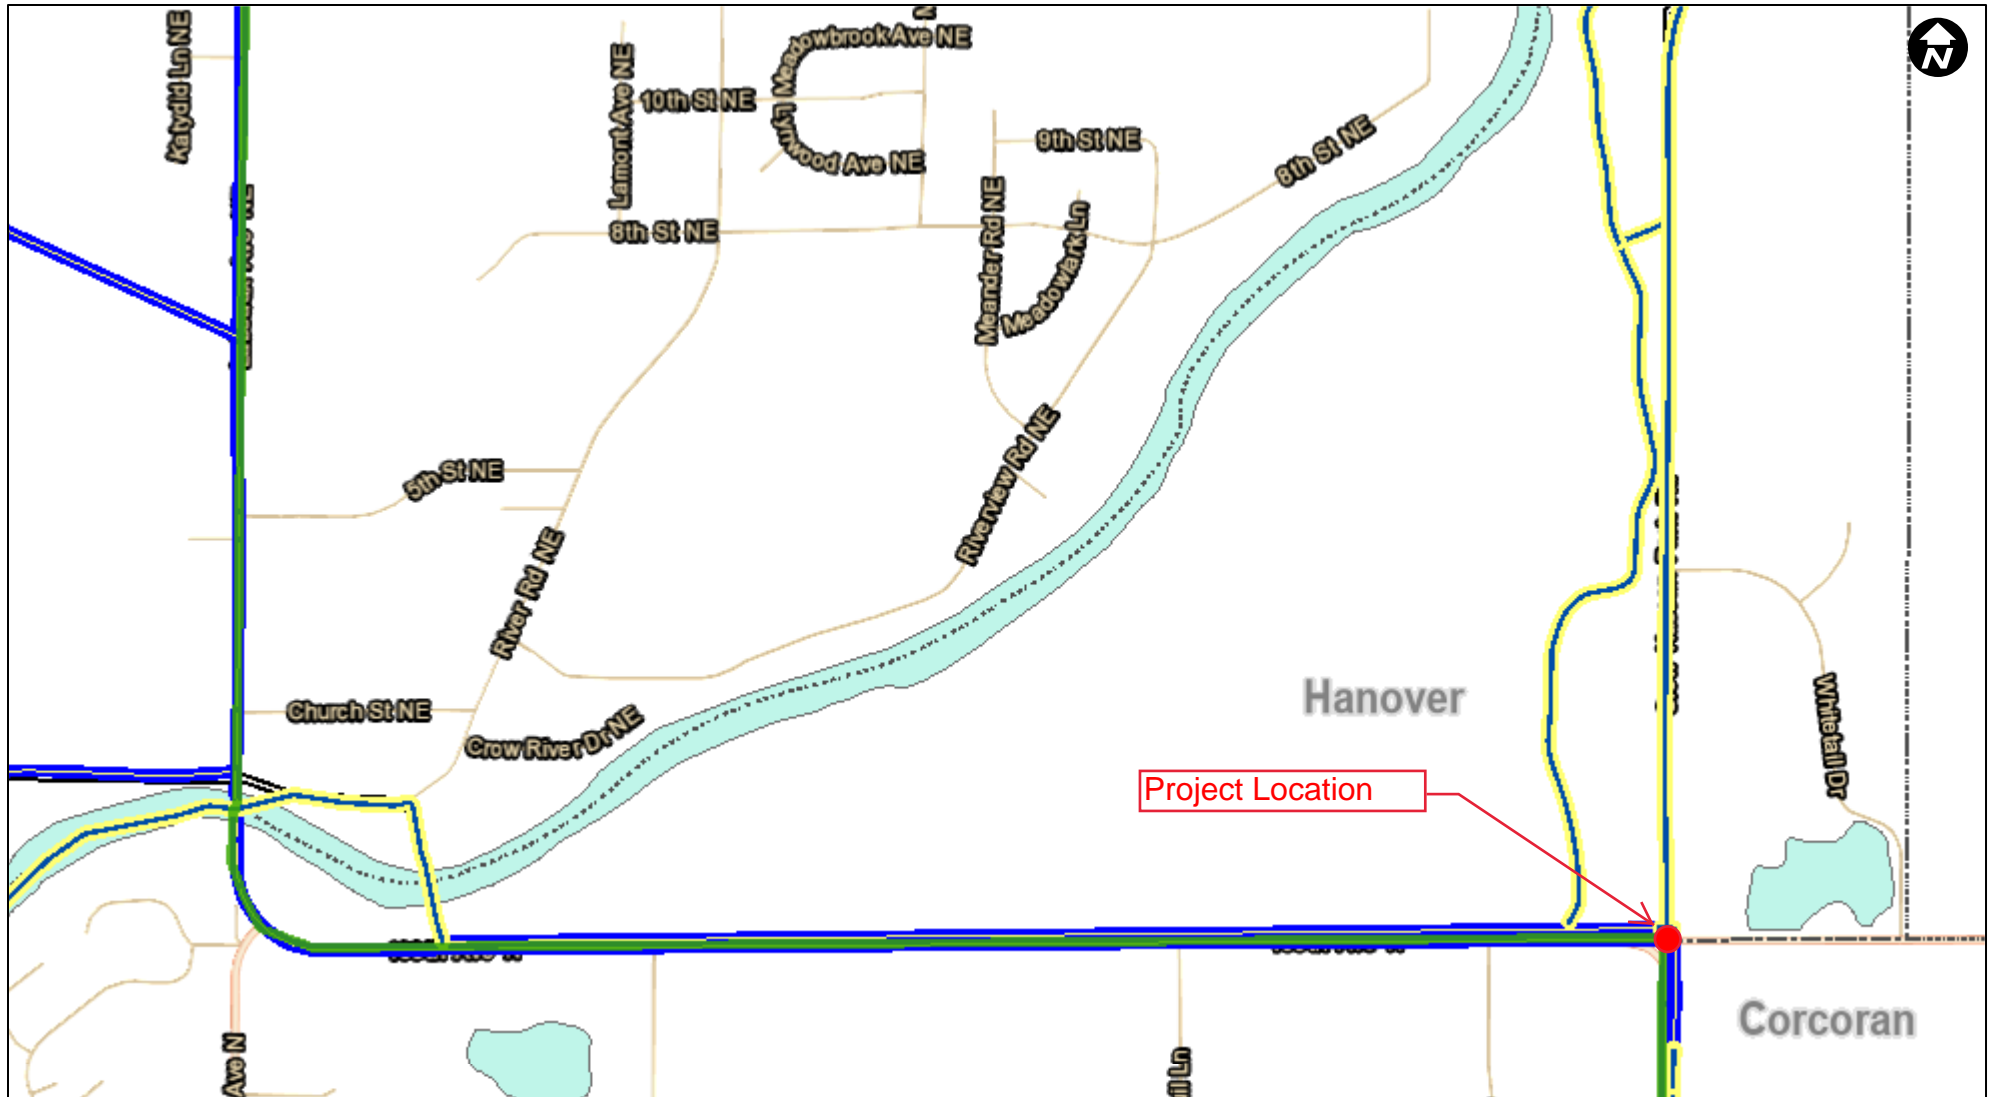 Katydid Ln NE
Lamont Ave NE
10th St NE
Meadowbrook Ave NE
Lynwood Ave NE
8th St NE
9th St NE
8th St NE
Meander Rd NE
Meadowlark Ln
N
5th St NE
River Rd NE
Riverview Rd NE
Church St NE
Crow River Dr NE
Hanover
Project Location
Whitetail Dr
Corcoran
Ave N